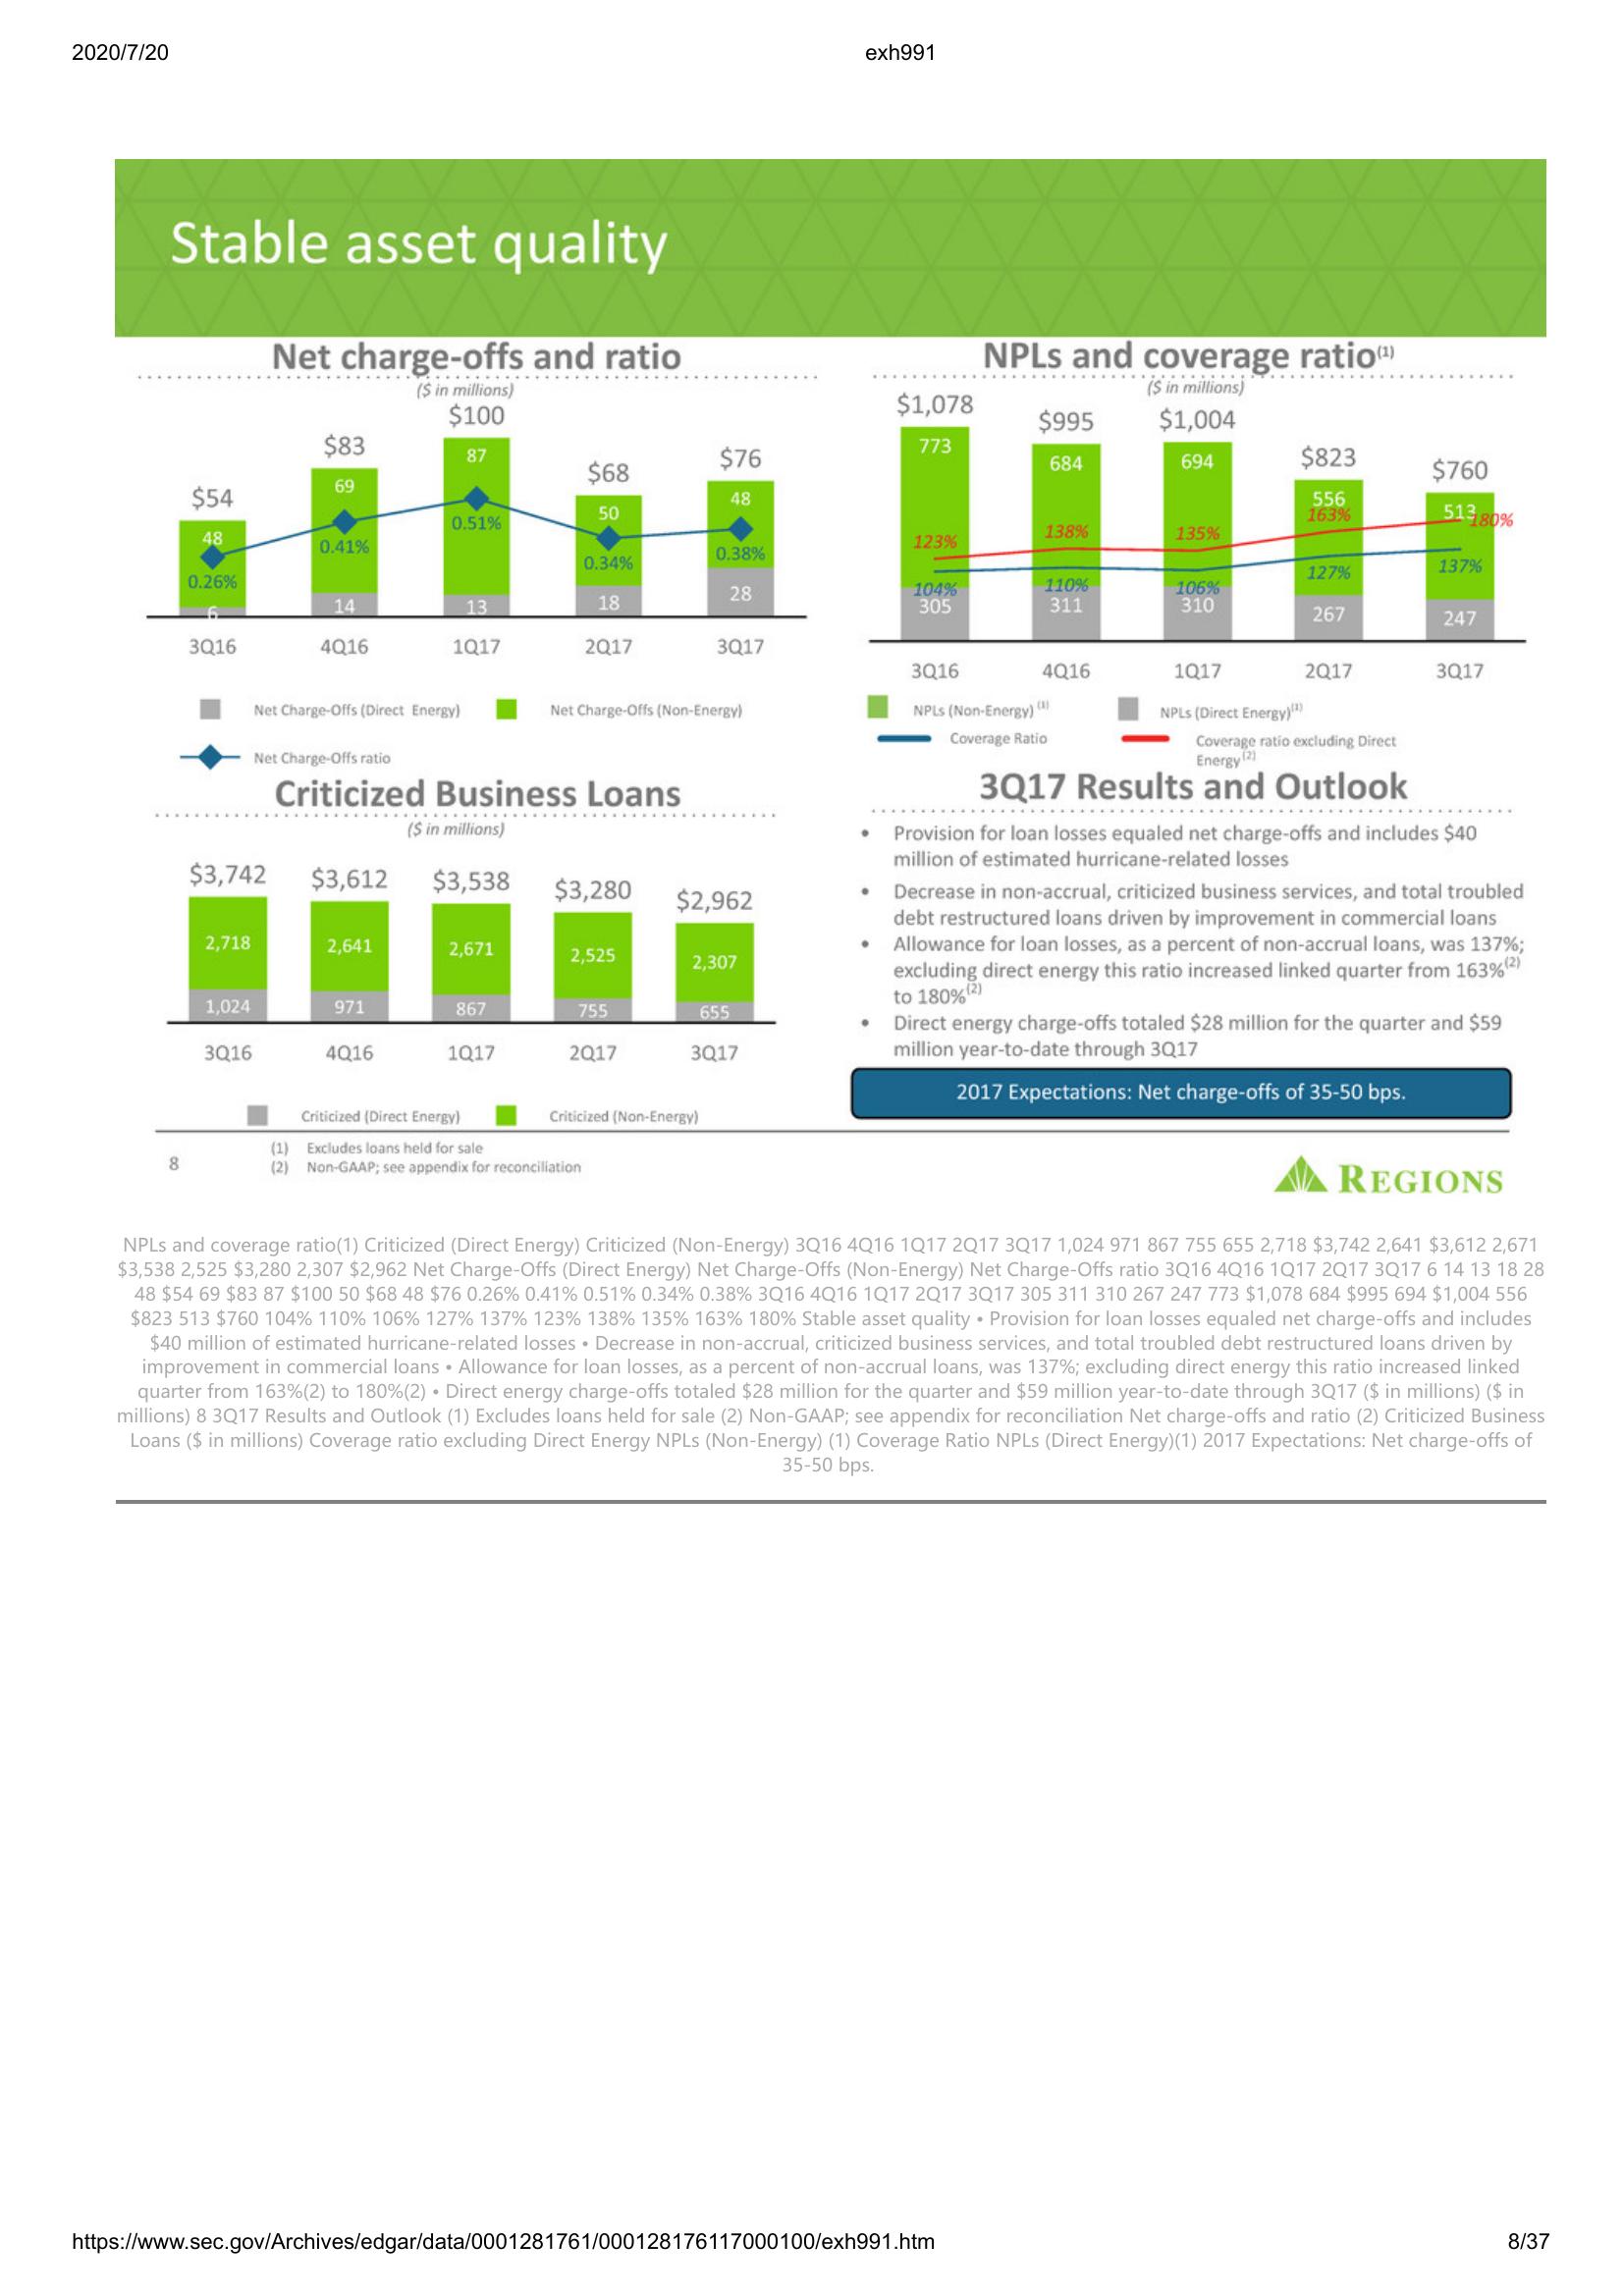 2020/7/20
exh991
Stable asset quality
Net charge-offs and ratio
($ in millions)
$54
$83
$100
$68
$76
48
69
87
50
48
0.26%
0.41%
0.51%
0.34%
0.38%
6
14
13
18
28
3Q16
4Q16
1Q17
2Q17
3Q17
Net Charge-Offs (Direct Energy)
Net Charge-Offs (Non-Energy)
Net Charge-Offs ratio
NPLs and coverage ratio(1)
($ in millions)
$1,078
$995
$1,004
$823
$760
773
684
694
556
513
123%
138%
135%
163%
180%
104%
110%
106%
127%
137%
305
311
310
267
247
3Q16
4Q16
1Q17
2Q17
3Q17
NPLs (Non-Energy) (1)
NPLs (Direct Energy)(1)
Coverage Ratio
Coverage ratio excluding Direct
Energy(2)
Criticized Business Loans
($ in millions)
$3,742
$3,612
$3,538
$3,280
$2,962
2,718
2,641
2,671
2,525
2,307
1,024
971
867
755
655
3Q16
4Q16
1Q17
2Q17
3Q17
Criticized (Direct Energy)
Criticized (Non-Energy)
3Q17 Results and Outlook
• Provision for loan losses equaled net charge-offs and includes $40
million of estimated hurricane-related losses
• Decrease in non-accrual, criticized business services, and total troubled
debt restructured loans driven by improvement in commercial loans
• Allowance for loan losses, as a percent of non-accrual loans, was 137%;
excluding direct energy this ratio increased linked quarter from 163%(2)
to 180%(2)
• Direct energy charge-offs totaled $28 million for the quarter and $59
million year-to-date through 3Q17
2017 Expectations: Net charge-offs of 35-50 bps.
8
(1) Excludes loans held for sale
(2) Non-GAAP; see appendix for reconciliation
REGIONS
NPLs and coverage ratio(1) Criticized (Direct Energy) Criticized (Non-Energy) 3Q16 4Q16 1Q17 2Q17 3Q17 1,024 971 867 755 655 2,718 $3,742 2,641 $3,612 2,671
$3,538 2,525 $3,280 2,307 $2,962 Net Charge-Offs (Direct Energy) Net Charge-Offs (Non-Energy) Net Charge-Offs ratio 3Q16 4Q16 1Q17 2Q17 3Q17 6 14 13 18 28
48 $54 69 $83 87 $100 50 $68 48 $76 0.26% 0.41% 0.51% 0.34% 0.38% 3Q16 4Q16 1Q17 2Q17 3Q17 305 311 310 267 247 773 $1,078 684 $995 694 $1,004 556
$823 513 $760 104% 110% 106% 127% 137% 123% 138% 135% 163% 180% Stable asset quality • Provision for loan losses equaled net charge-offs and includes
$40 million of estimated hurricane-related losses • Decrease in non-accrual, criticized business services, and total troubled debt restructured loans driven by
improvement in commercial loans • Allowance for loan losses, as a percent of non-accrual loans, was 137%; excluding direct energy this ratio increased linked
quarter from 163%(2) to 180%(2) • Direct energy charge-offs totaled $28 million for the quarter and $59 million year-to-date through 3Q17 ($ in millions) ($ in
millions) 8 3Q17 Results and Outlook (1) Excludes loans held for sale (2) Non-GAAP; see appendix for reconciliation Net charge-offs and ratio (2) Criticized Business
Loans ($ in millions) Coverage ratio excluding Direct Energy NPLs (Non-Energy) (1) Coverage Ratio NPLs (Direct Energy)(1) 2017 Expectations: Net charge-offs of
35-50 bps.
https://www.sec.gov/Archives/edgar/data/0001281761/000128176117000100/exh991.htm
8/37